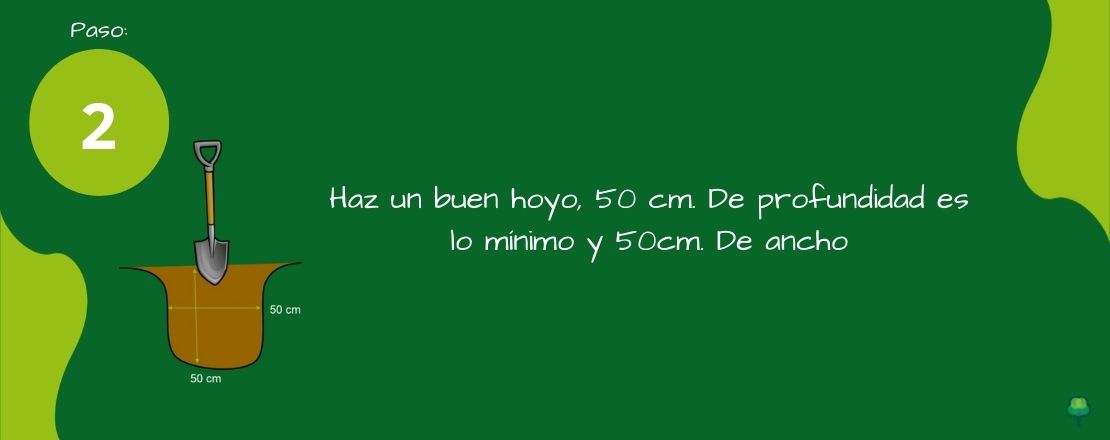 Paso:
2
Haz un buen hoyo, 50 cm. De profundidad es
lo mínimo y 50cm. De ancho
50 cm
50 cm